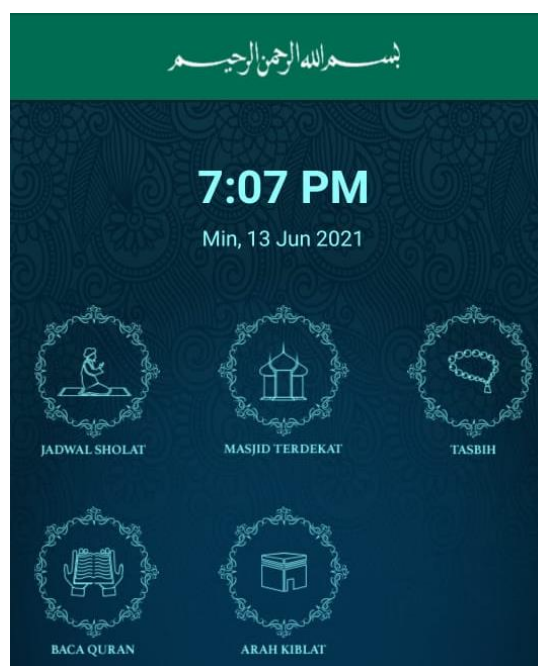 بسم الله الرحمن الرحيم
7:07 PM
Min, 13 Jun 2021
JADWAL SHOLAT
MASJID TERDEKAT
TASBIH
BACA QURAN
ARAH KIBLAT